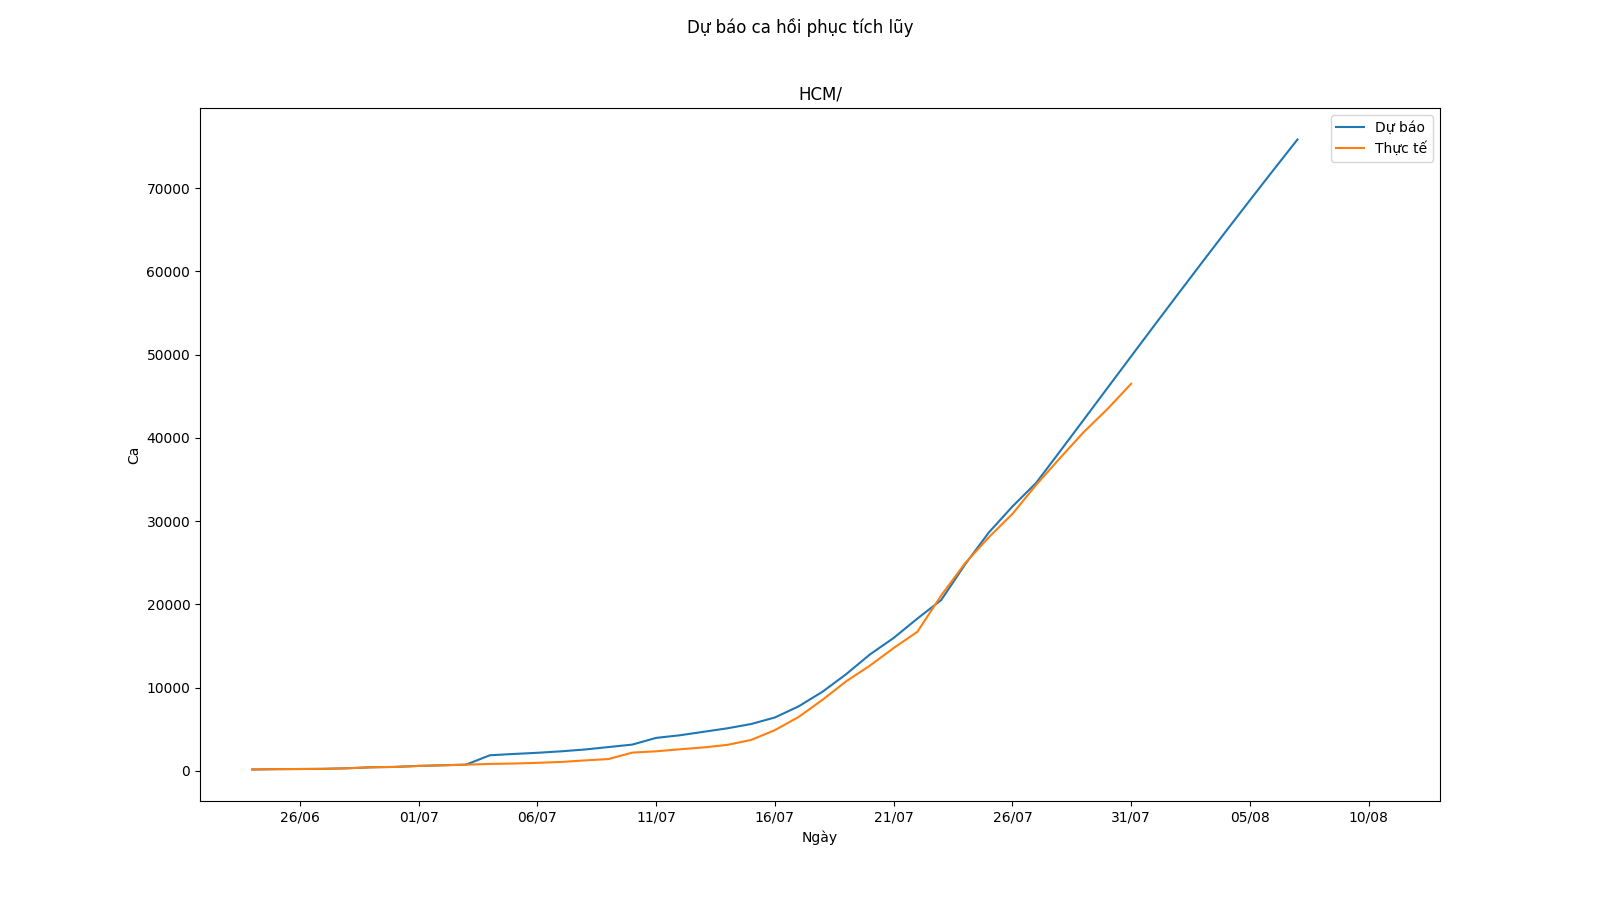 Dự báo ca hồi phục tích lũy
HCM/
Dự báo
Thực tế
70000
60000
50000
40000
30000
20000
10000
0
Ca
26/06 01/07 06/07 11/07 16/07 21/07 26/07 31/07 05/08 10/08
Ngày